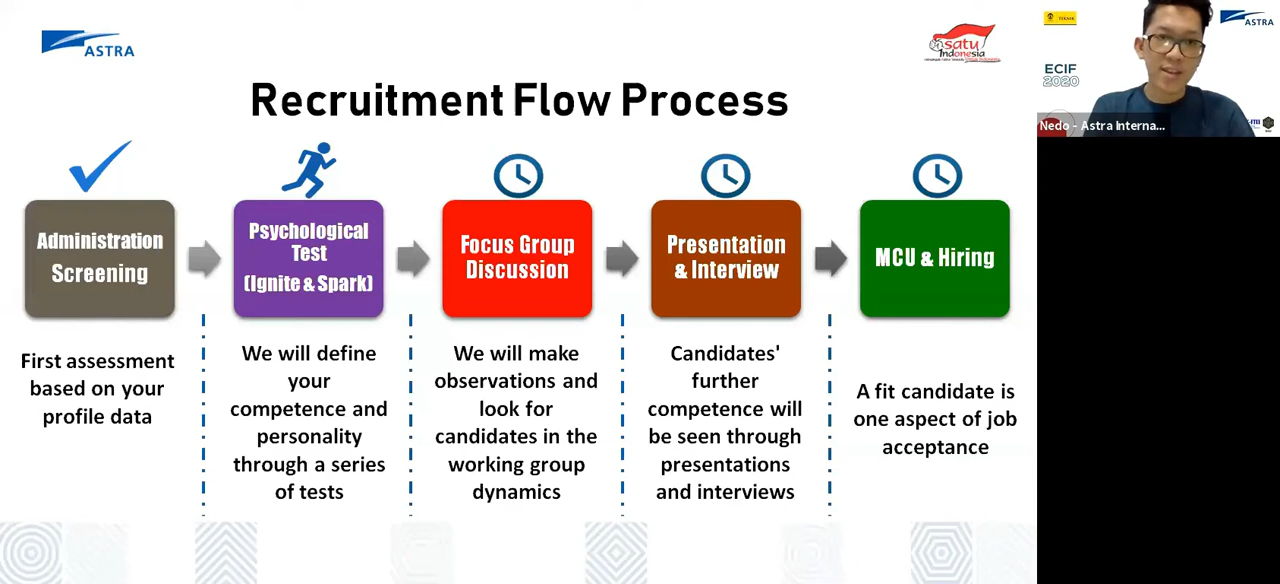 ASTRA
satu
Indonesia
Recruitment Flow Process
Administration
Screening
Psychological
Test
(Ignite & Spark)
Focus Group
Discussion
Presentation
& Interview
MCU & Hiring
First assessment
based on your
profile data
We will define
your
competence and
personality
through a series
of tests
We will make
observations and
look for
candidates in the
working group
dynamics
Candidates'
further
competence will
be seen through
presentations
and interviews
A fit candidate is
one aspect of job
acceptance
TEKNIK
ASTRA
ECIF
2020
Nedo - Astra Interna...